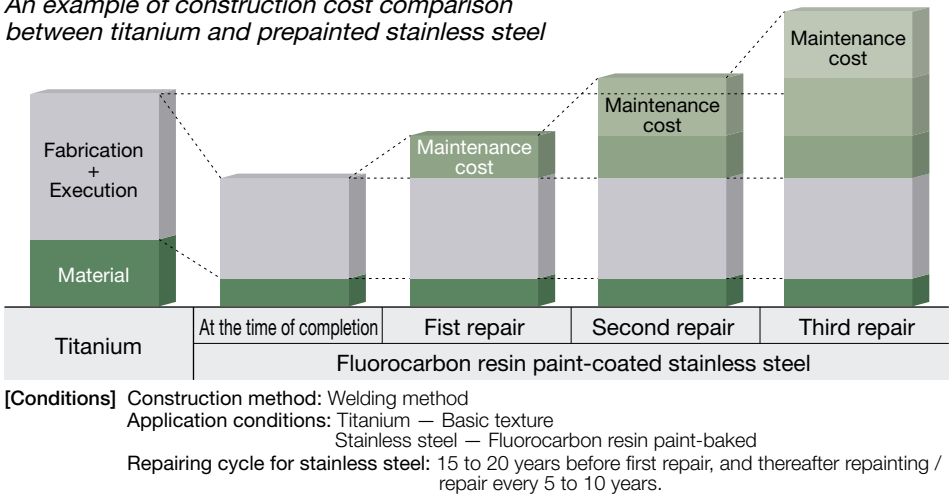 An example of construction cost comparison
between titanium and prepainted stainless steel
Maintenance
cost
Maintenance
cost
Maintenance
cost
Fabrication
+
Execution
Material
Titanium
At the time of completion
Fist repair
Second repair
Third repair
Fluorocarbon resin paint-coated stainless steel
[Conditions] Construction method: Welding method
Application conditions: Titanium — Basic texture
Stainless steel — Fluorocarbon resin paint-baked
Repairing cycle for stainless steel: 15 to 20 years before first repair, and thereafter repainting /
repair every 5 to 10 years.